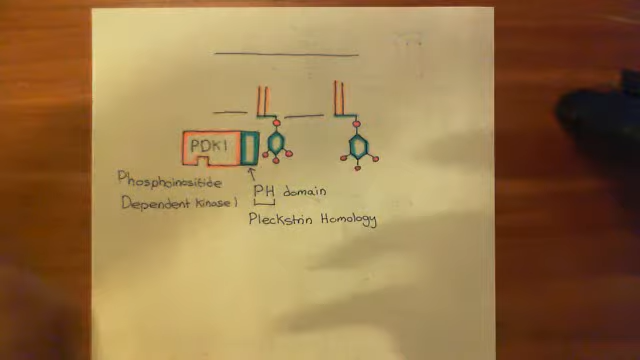 PDK1
Phosphoinositide
Dependent Kinase 1
PH domain
Pleckstrin Homology